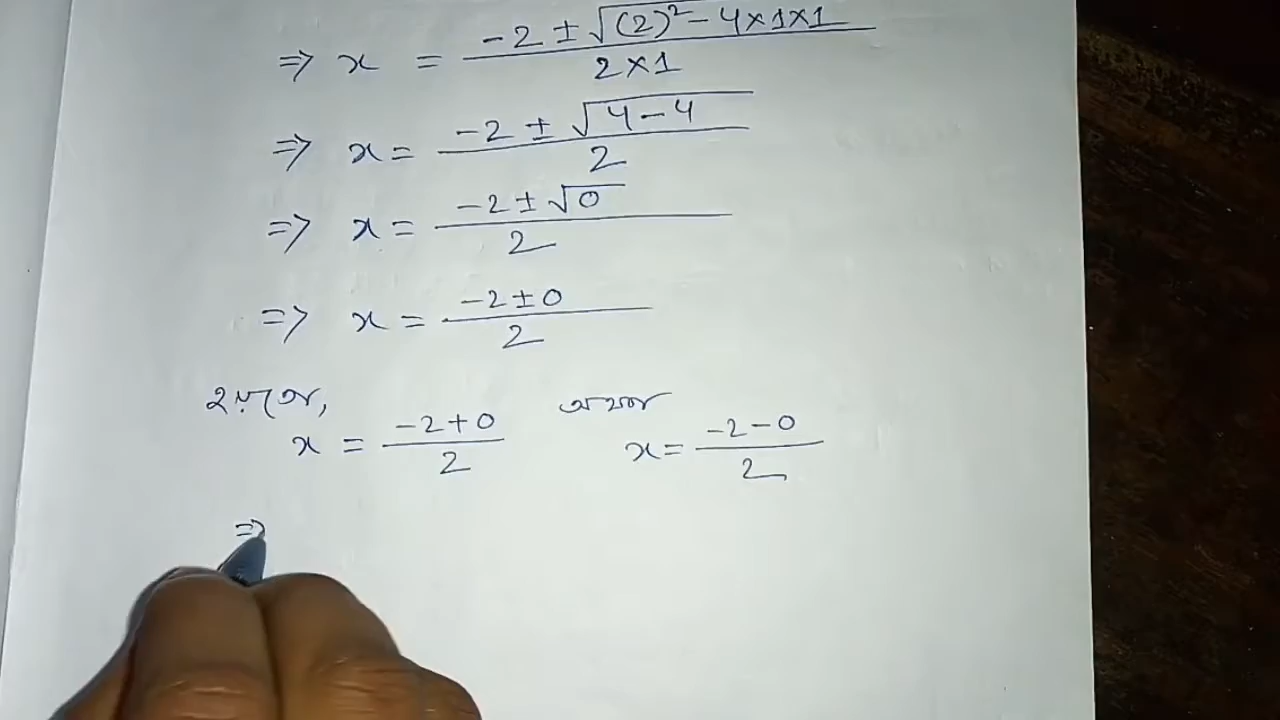 ⇒ x = (-2 ± √((2)² - 4×1×1)) / (2×1)
⇒ x = (-2 ± √(4-4)) / 2
⇒ x = (-2 ± √0) / 2
⇒ x = (-2 ± 0) / 2
অথবা
x = (-2+0) / 2 x = (-2-0) / 2
⇒